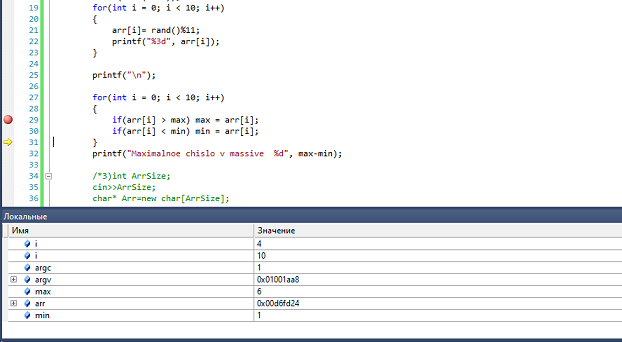 19 for(int i = 0; i < 10; i++)
20 {
21 arr[i]= rand()%11;
22 printf("%3d", arr[i]);
23 }
24
25 printf("\n");
26
27 for(int i = 0; i < 10; i++)
28 {
29 if(arr[i] > max) max = arr[i];
30 if(arr[i] < min) min = arr[i];
31 }
32 printf("Maximalnoe chislo v massive %d", max-min);
33
34 /*3)int ArrSize;
35 cin>>ArrSize;
36 char* Arr=new char[ArrSize];
Локальные
Имя Значение
i 4
i 10
argc 1
argv 0x01001aa8
max 6
arr 0x00d6fd24
min 1